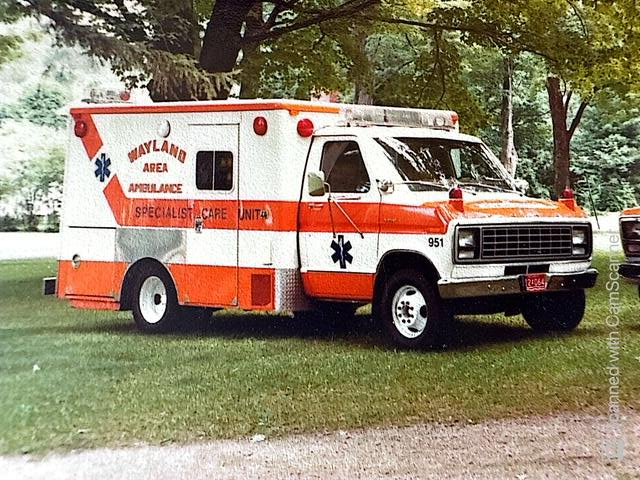 WAYLAND
AREA
AMBULANCE
SPECIALIST CARE UNIT
951
Scanned with CamScanner